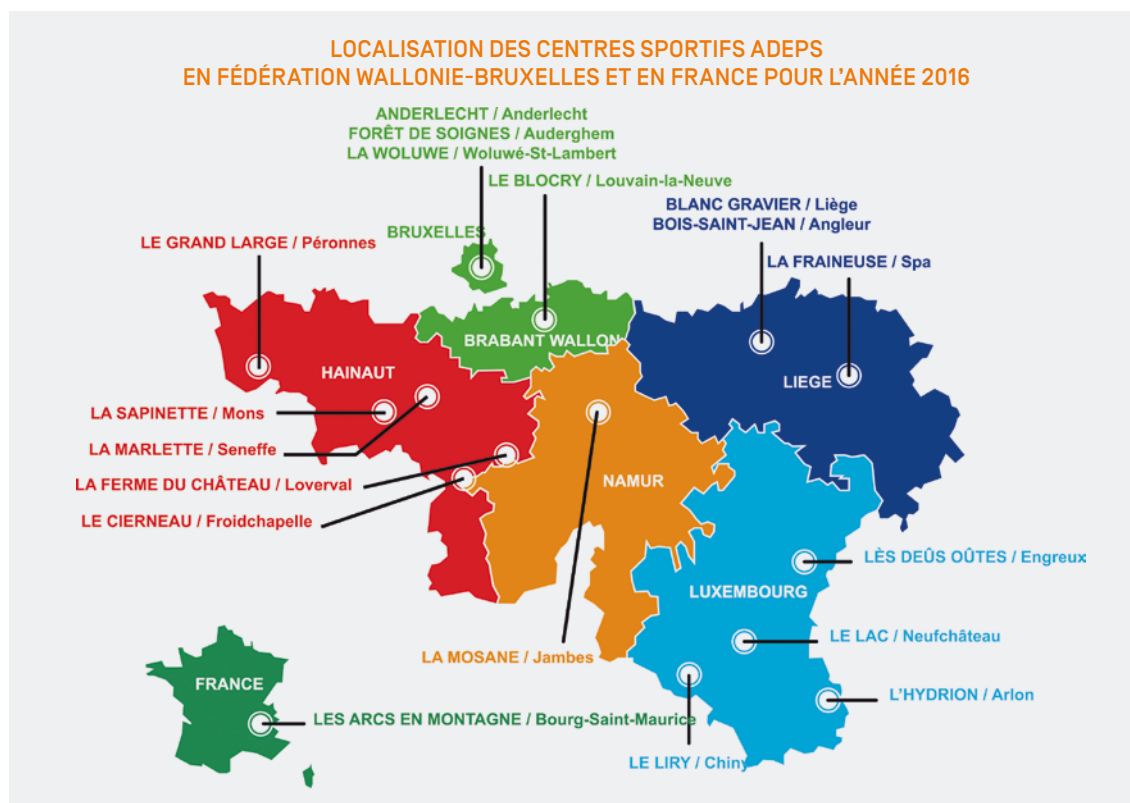 LOCALISATION DES CENTRES SPORTIFS ADEPS
EN FÉDÉRATION WALLONIE-BRUXELLES ET EN FRANCE POUR L'ANNÉE 2016
ANDERLECHT / Anderlecht
FORÊT DE SOIGNES / Auderghem
LA WOLUWE / Woluwé-St-Lambert
LE BLOCRY / Louvain-la-Neuve
BLANC GRAVIER / Liège
BOIS-SAINT-JEAN / Angleur
BRUXELLES
LE GRAND LARGE / Péronnes
LA FRAINEUSE / Spa
BRABANT WALLON
HAINAUT
LIEGE
LA SAPINETTE / Mons
LA MARLETTE / Seneffe
NAMUR
LA FERME DU CHÂTEAU / Loverval
LE CIERNEAU / Froidchapelle
LÈS DEÛS OÛTES / Engreux
LUXEMBOURG
LE LAC / Neufchâteau
LA MOSANE / Jambes
FRANCE
L'HYDRION / Arlon
LES ARCS EN MONTAGNE / Bourg-Saint-Maurice
LE LIRY / Chiny